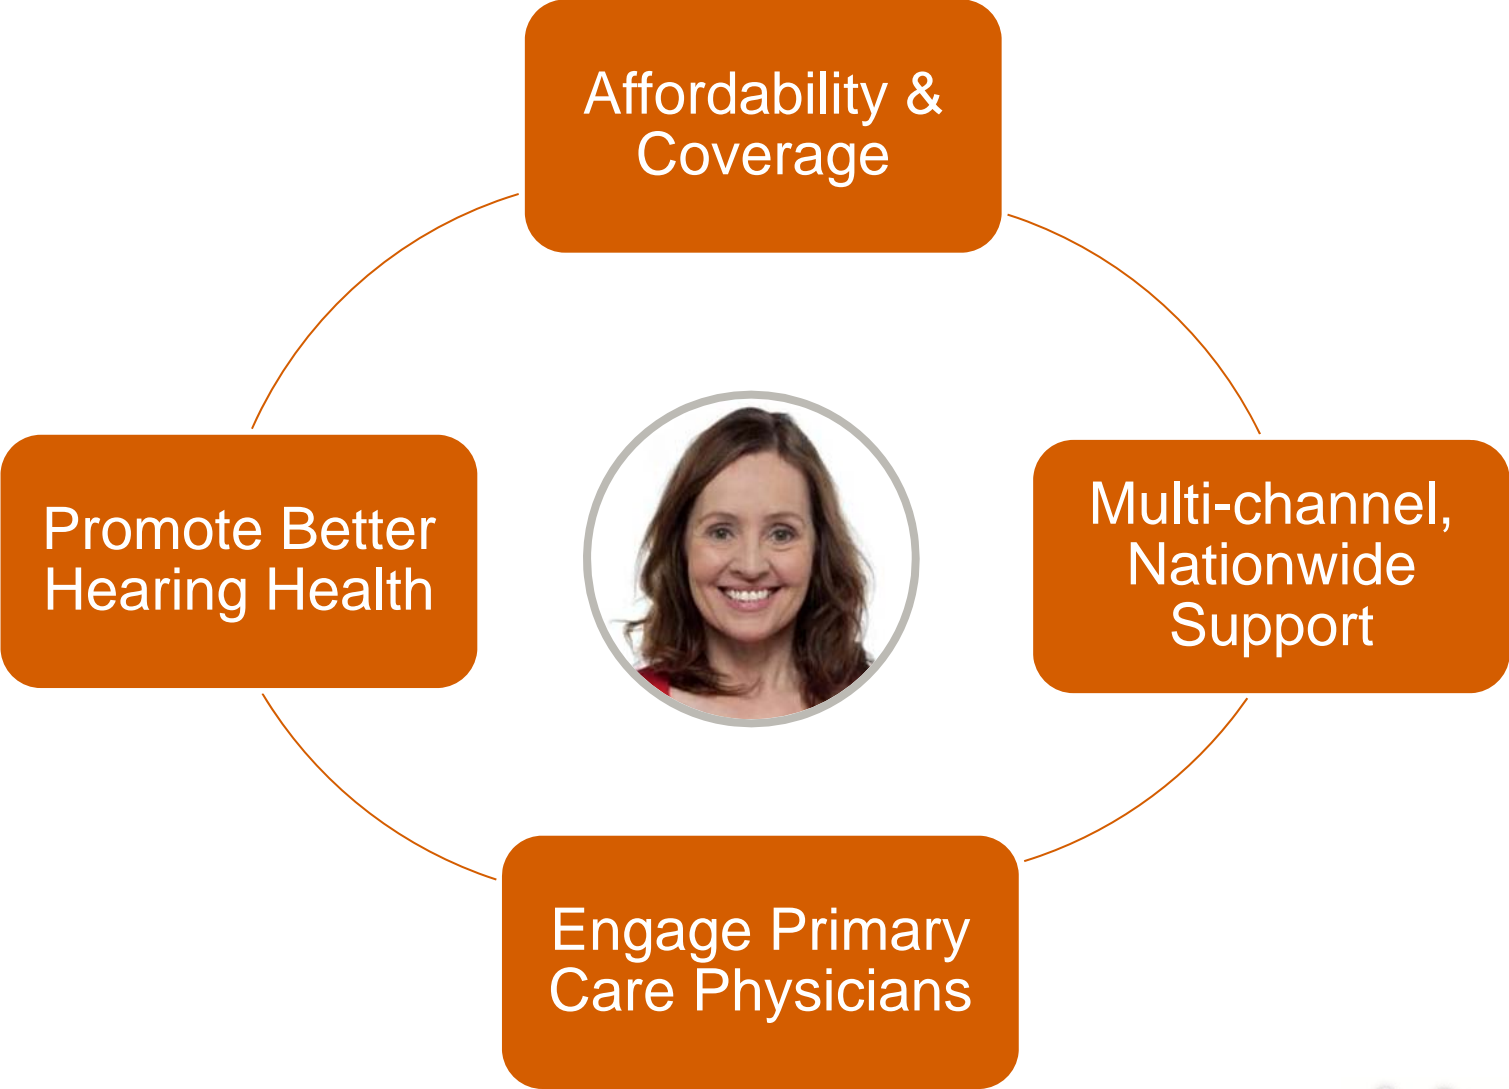 Affordability &
Coverage
Promote Better
Hearing Health
Multi-channel,
Nationwide
Support
Engage Primary
Care Physicians